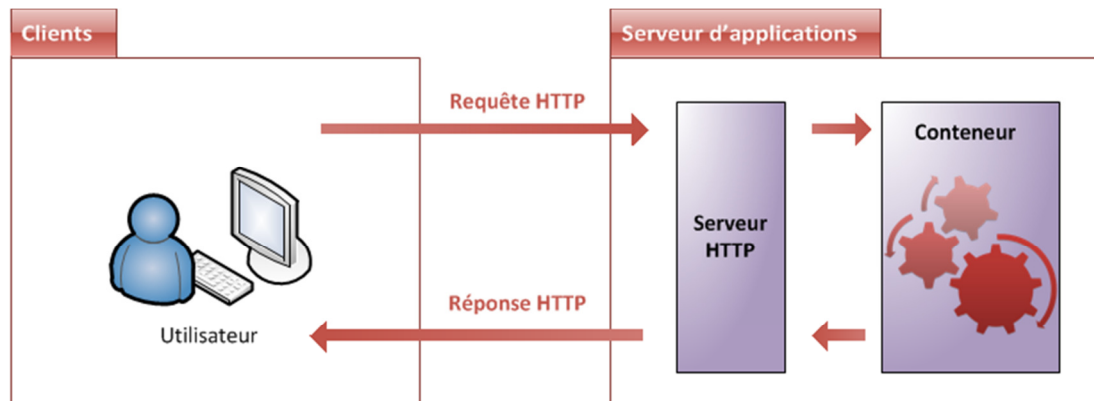 Clients
Serveur d'applications
Requête HTTP
Conteneur
Serveur
HTTP
Réponse HTTP
Utilisateur